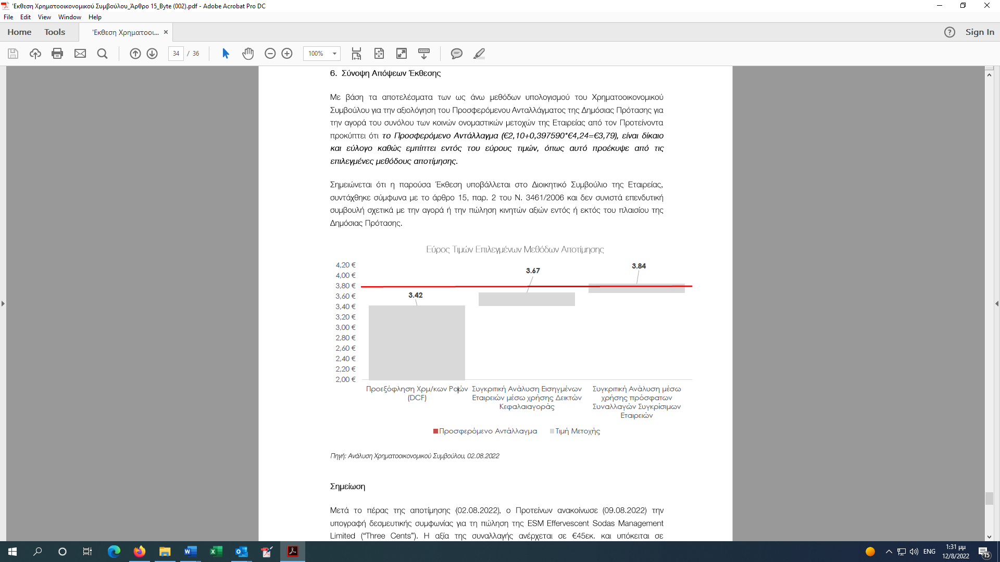 'Εκθεση Χρηματοοικονομικού Συμβούλου_Άρθρο 15_Byte (002).pdf - Adobe Acrobat Pro DC
File Edit View Window Help
Home Tools 'Εκθεση Χρηματοοι... × Sign In
34 / 36 100%
6. Σύνοψη Απόψεων Έκθεσης
Με βάση τα αποτελέσματα των ως άνω μεθόδων υπολογισμού του Χρηματοοικονομικού
Συμβούλου για την αξιολόγηση του Προσφερόμενου Ανταλλάγματος της Δημόσιας Πρότασης για
την αγορά του συνόλου των κοινών ονομαστικών μετοχών της Εταιρείας από τον Προτείνοντα
προκύπτει ότι το Προσφερόμενο Αντάλλαγμα (€2,10+0,397590*€4,24=€3,79), είναι δίκαιο
και εύλογο καθώς εμπίπτει εντός του εύρους τιμών, όπως αυτό προέκυψε από τις
επιλεγμένες μεθόδους αποτίμησης.
Σημειώνεται ότι η παρούσα Έκθεση υποβάλλεται στο Διοικητικό Συμβούλιο της Εταιρείας,
συντάχθηκε σύμφωνα με το άρθρο 15, παρ. 2 του Ν. 3461/2006 και δεν συνιστά επενδυτική
συμβουλή σχετικά με την αγορά ή την πώληση κινητών αξιών εντός ή εκτός του πλαισίου της
Δημόσιας Πρότασης.
Εύρος Τιμών Επιλεγμένων Μεθόδων Αποτίμησης
4,20 €
4,00 €
3,80 €
3,60 €
3,40 €
3,20 €
3,00 €
2,80 €
2,60 €
2,40 €
2,20 €
2,00 €
3.42
3.67
3.84
Προεξόφληση Χρμ/κων Ροών
(DCF)
Συγκριτική Ανάλυση Εισηγμένων
Εταιρειών μέσω χρήσης Δεικτών
Κεφαλαιαγοράς
Συγκριτική Ανάλυση μέσω
χρήσης πρόσφατων
Συναλλαγών Συγκρίσιμων
Εταιρειών
Προσφερόμενο Αντάλλαγμα Τιμή Μετοχής
Πηγή: Ανάλυση Χρηματοοικονομικού Συμβούλου, 02.08.2022
Σημείωση
Μετά το πέρας της αποτίμησης (02.08.2022), ο Προτείνων ανακοίνωσε (09.08.2022) την
υπογραφή δεσμευτικής συμφωνίας για τη πώληση της ESM Effervescent Sodas Management
Limited (“Three Cents”). Η αξία της συναλλαγής ανέρχεται σε €45εκ. και υπόκειται σε
ENG
1:31 μμ
12/8/2022
15